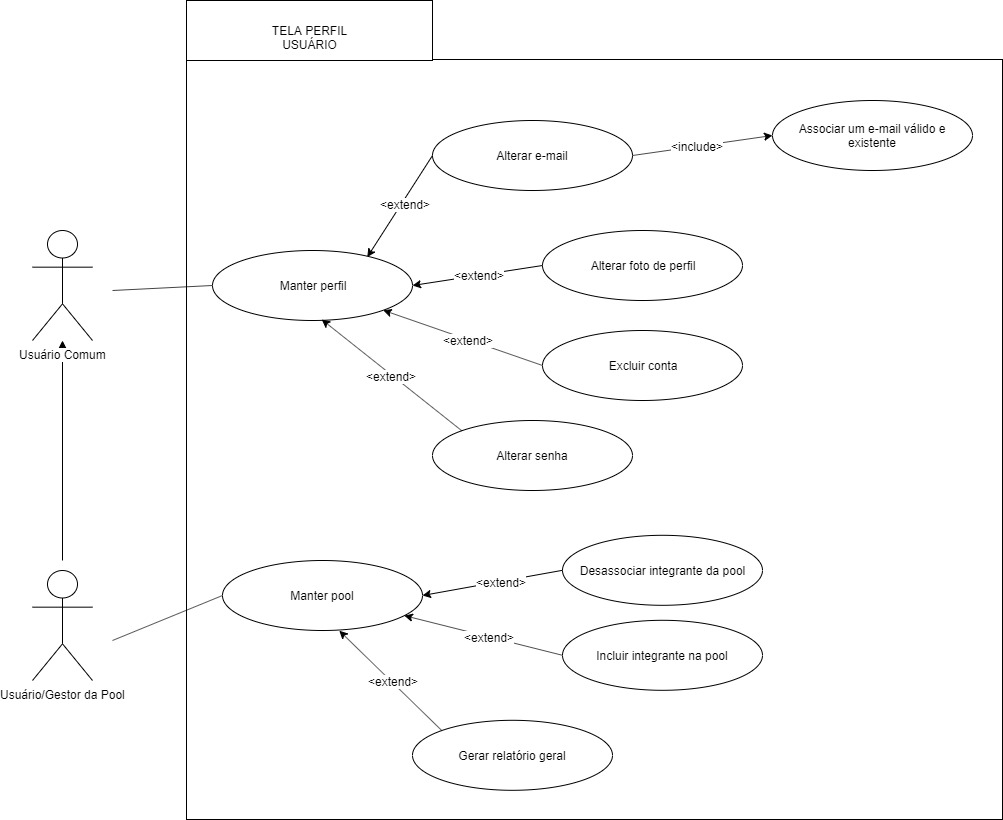 TELA PERFIL
USUÁRIO
Alterar e-mail
<include>
Associar um e-mail válido e
existente
<extend>
Alterar foto de perfil
<extend>
Manter perfil
<extend>
Excluir conta
Usuário Comum
<extend>
Alterar senha
Desassociar integrante da pool
<extend>
Manter pool
<extend>
Incluir integrante na pool
Usuário/Gestor da Pool
<extend>
Gerar relatório geral